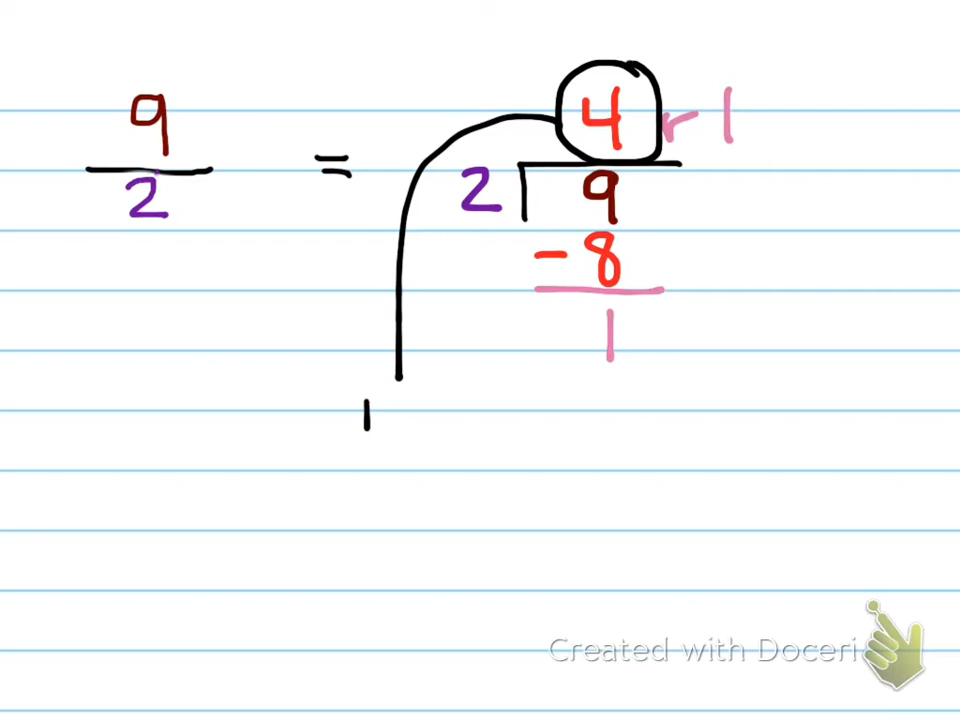 4 r 1
9/2 = 2 9
- 8
1
1
Created with Doceri